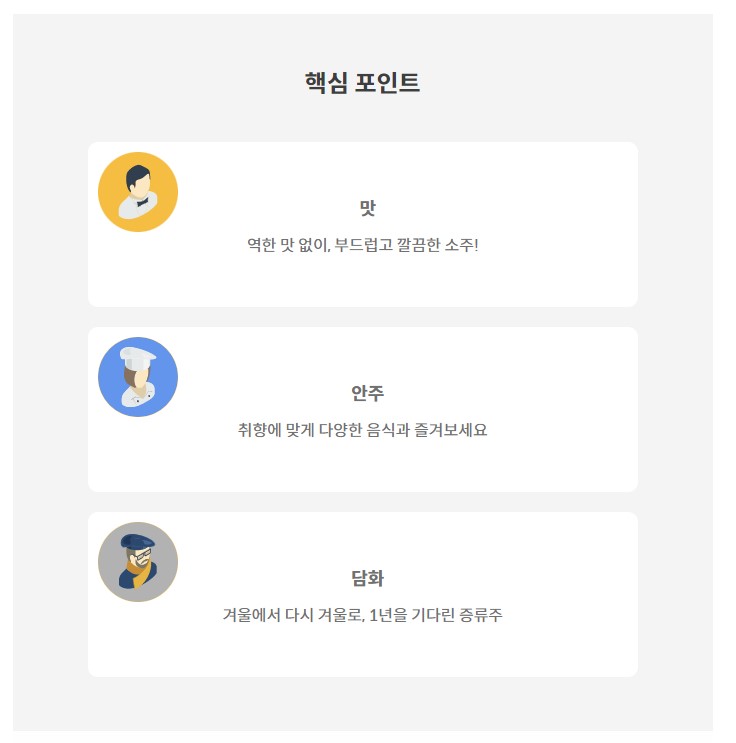 핵심 포인트
맛
역한 맛 없이, 부드럽고 깔끔한 소주!
안주
취향에 맞게 다양한 음식과 즐겨보세요
담화
겨울에서 다시 겨울로, 1년을 기다린 증류주